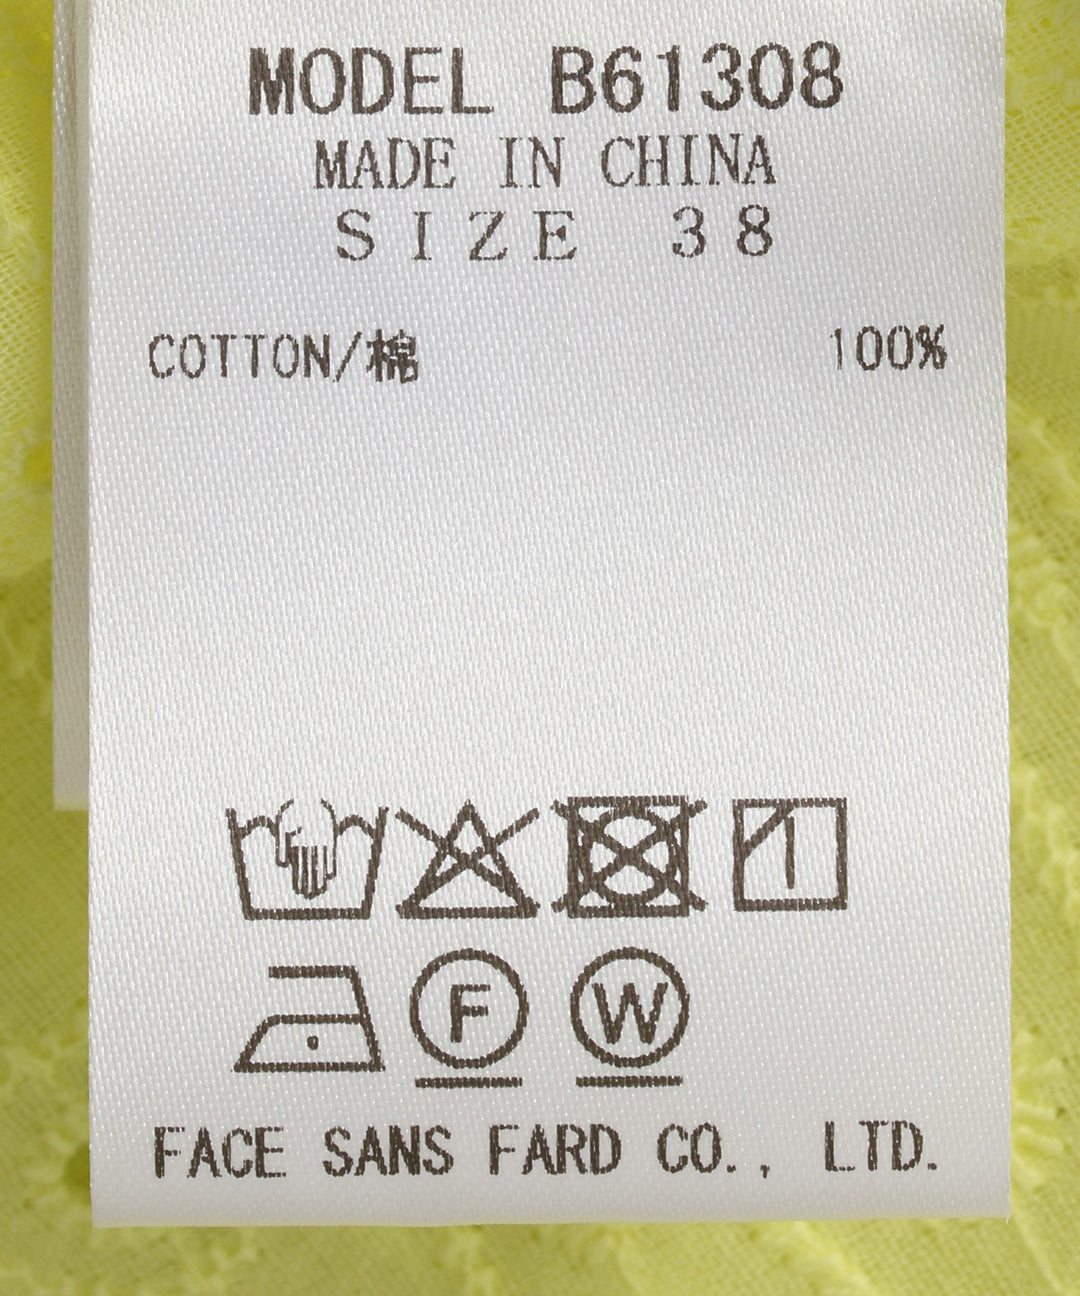 MODEL B61308
MADE IN CHINA
SIZE 38
COTTON/棉 100%
F W
FACE SANS FARD CO., LTD.